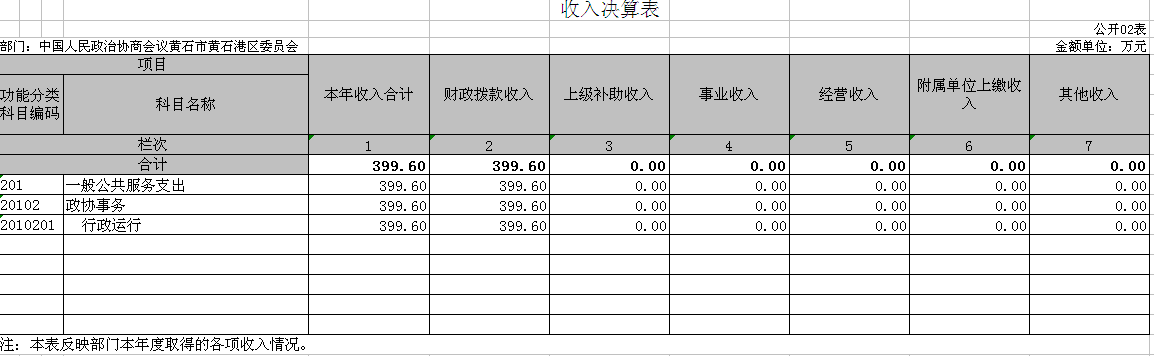 收入决算表
公开02表
部门：中国人民政治协商会议黄石市黄石港区委员会 金额单位：万元
项目 本年收入合计 财政拨款收入 上级补助收入 事业收入 经营收入 附属单位上缴收入 其他收入
功能分类科目编码 科目名称
栏次 1 2 3 4 5 6 7
合计 399.60 399.60 0.00 0.00 0.00 0.00 0.00
201 一般公共服务支出 399.60 399.60 0.00 0.00 0.00 0.00 0.00
20102 政协事务 399.60 399.60 0.00 0.00 0.00 0.00 0.00
2010201 行政运行 399.60 399.60 0.00 0.00 0.00 0.00 0.00
注：本表反映部门本年度取得的各项收入情况。